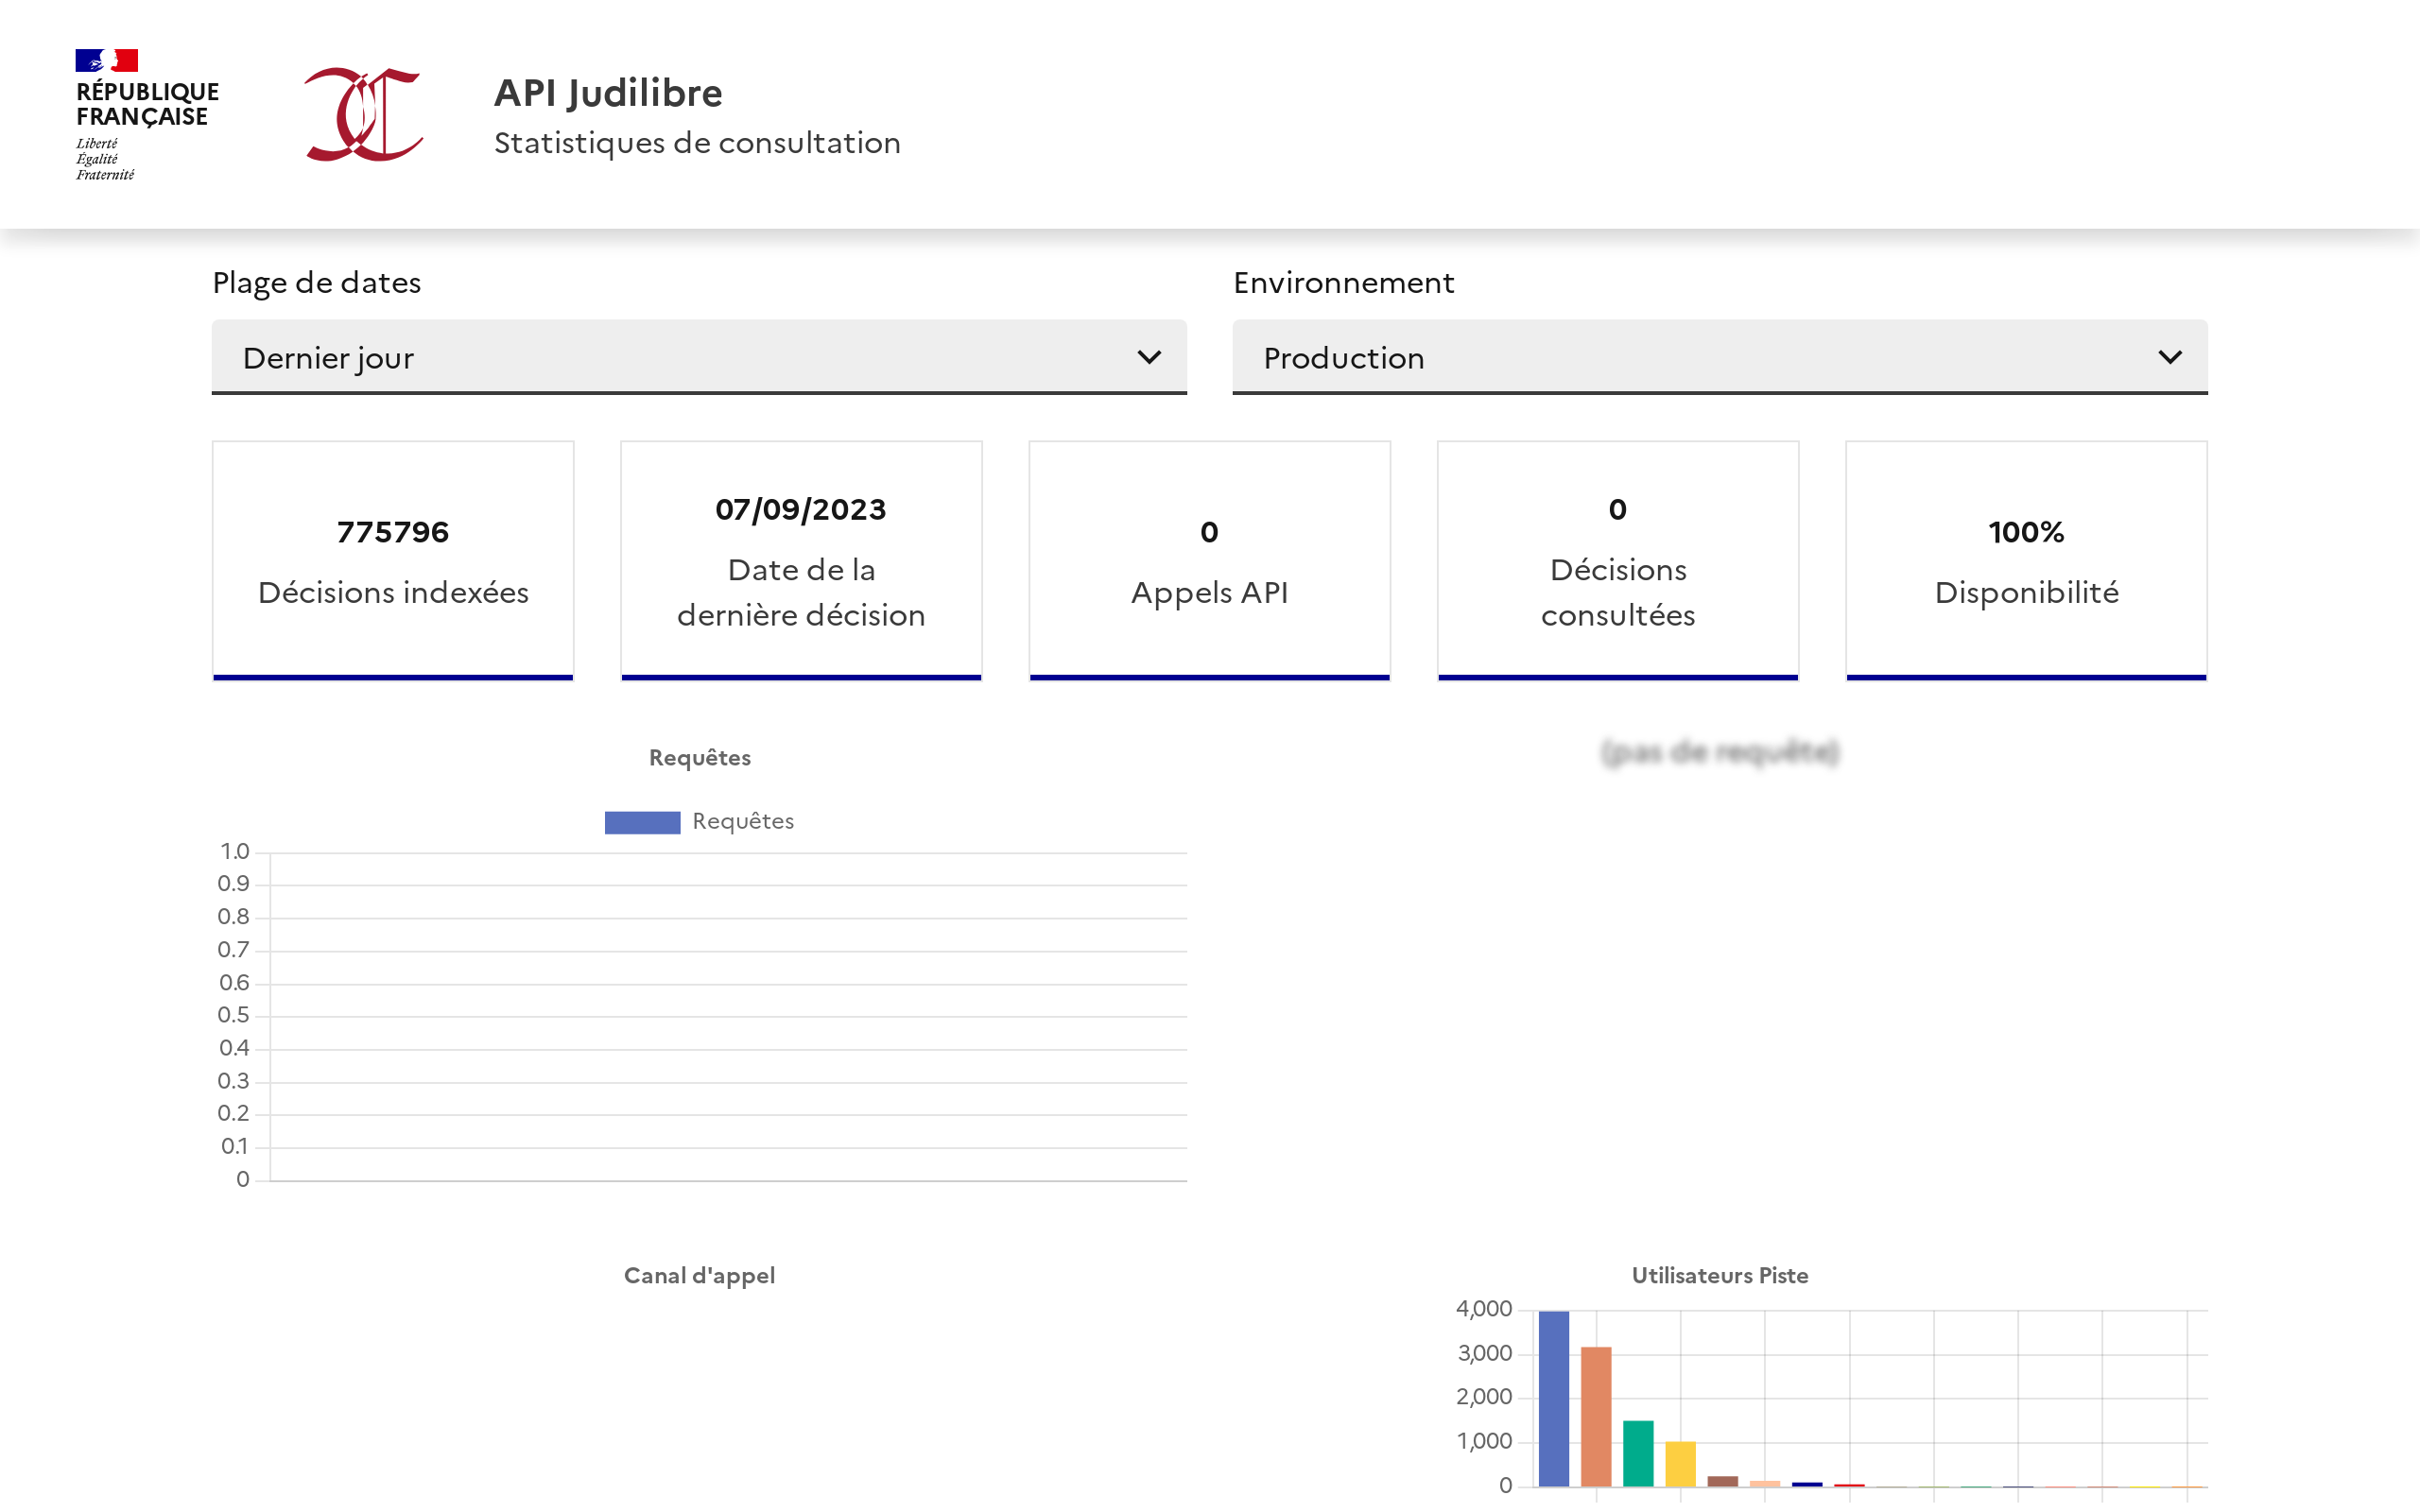 RÉPUBLIQUE
FRANÇAISE
Liberté
Égalité
Fraternité
API Judilibre
Statistiques de consultation
Plage de dates
Dernier jour
Environnement
Production
775796
Décisions indexées
07/09/2023
Date de la
dernière décision
0
Appels API
0
Décisions
consultées
100%
Disponibilité
Requêtes
Requêtes
1.0
0.9
0.8
0.7
0.6
0.5
0.4
0.3
0.2
0.1
0
(pas de requête)
Canal d'appel
Utilisateurs Piste
4,000
3,000
2,000
1,000
0